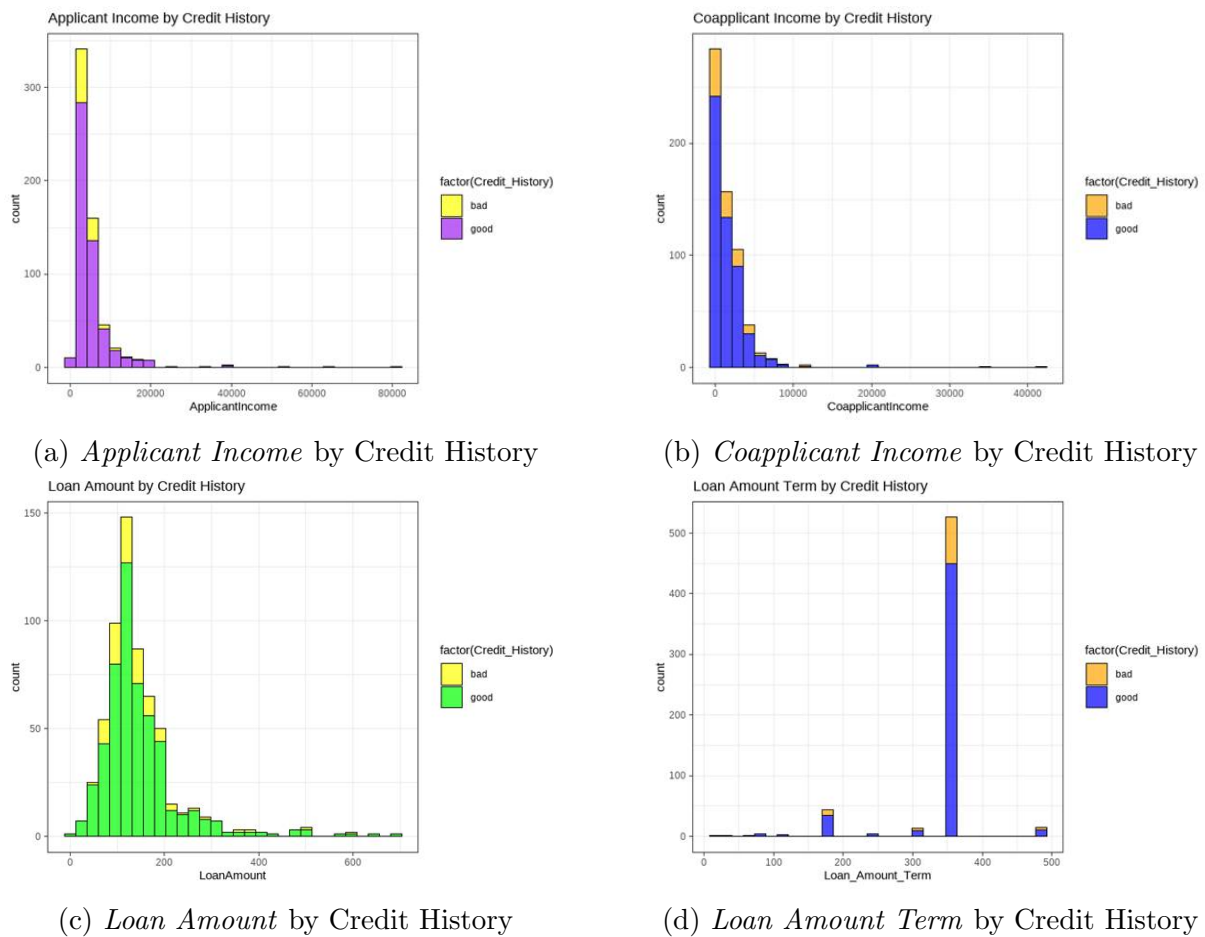 Applicant Income by Credit History
300
200
100
0
count
0 20000 40000 60000 80000
ApplicantIncome
factor(Credit_History)
bad
good
(a) Applicant Income by Credit History
Coapplicant Income by Credit History
200
100
0
count
0 10000 20000 30000 40000
CoapplicantIncome
factor(Credit_History)
bad
good
(b) Coapplicant Income by Credit History
Loan Amount by Credit History
150
100
50
0
count
0 200 400 600
LoanAmount
factor(Credit_History)
bad
good
(c) Loan Amount by Credit History
Loan Amount Term by Credit History
500
400
300
200
100
0
count
0 100 200 300 400 500
Loan_Amount_Term
factor(Credit_History)
bad
good
(d) Loan Amount Term by Credit History